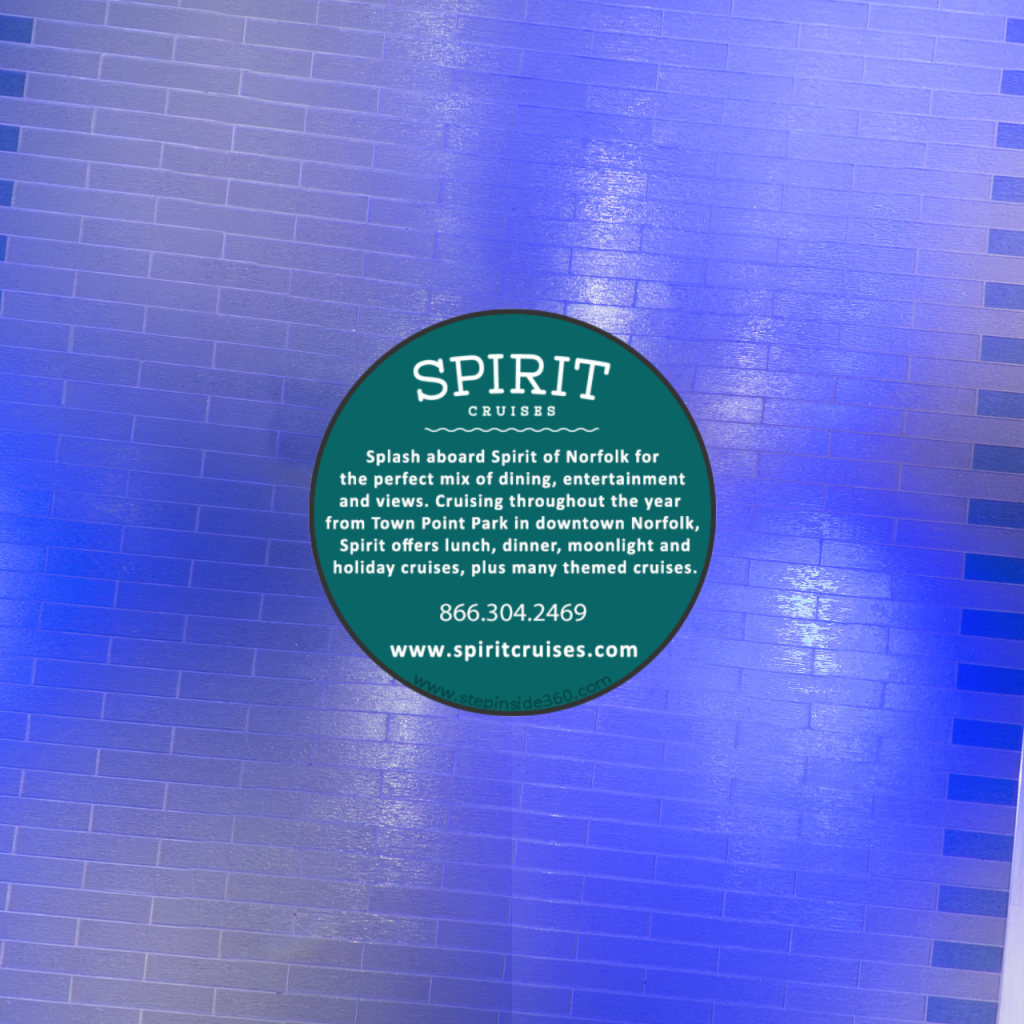 SPIRIT
CRUISES
Splash aboard Spirit of Norfolk for
the perfect mix of dining, entertainment
and views. Cruising throughout the year
from Town Point Park in downtown Norfolk,
Spirit offers lunch, dinner, moonlight and
holiday cruises, plus many themed cruises.
866.304.2469
www.spiritcruises.com
www.stepinside360.com